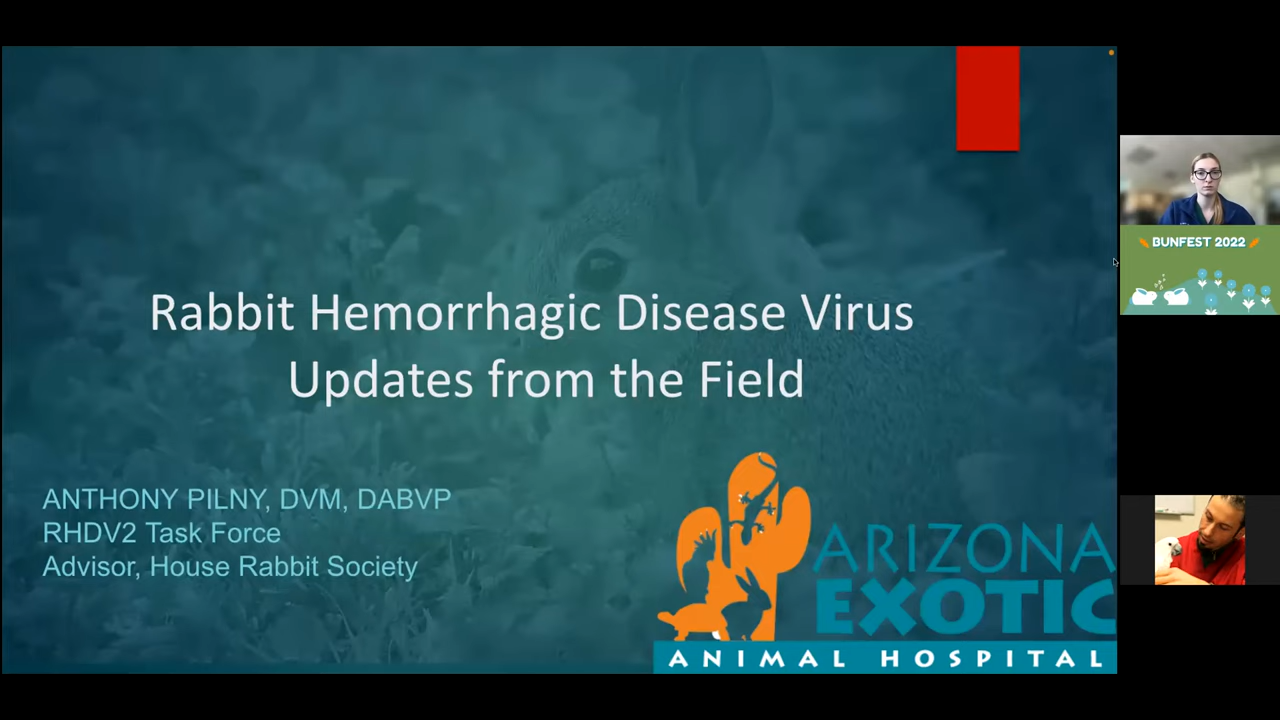 Rabbit Hemorrhagic Disease Virus
Updates from the Field
ANTHONY PILNY, DVM, DABVP
RHDV2 Task Force
Advisor, House Rabbit Society
ARIZONA
EXOTIC
ANIMAL HOSPITAL
BUNFEST 2022